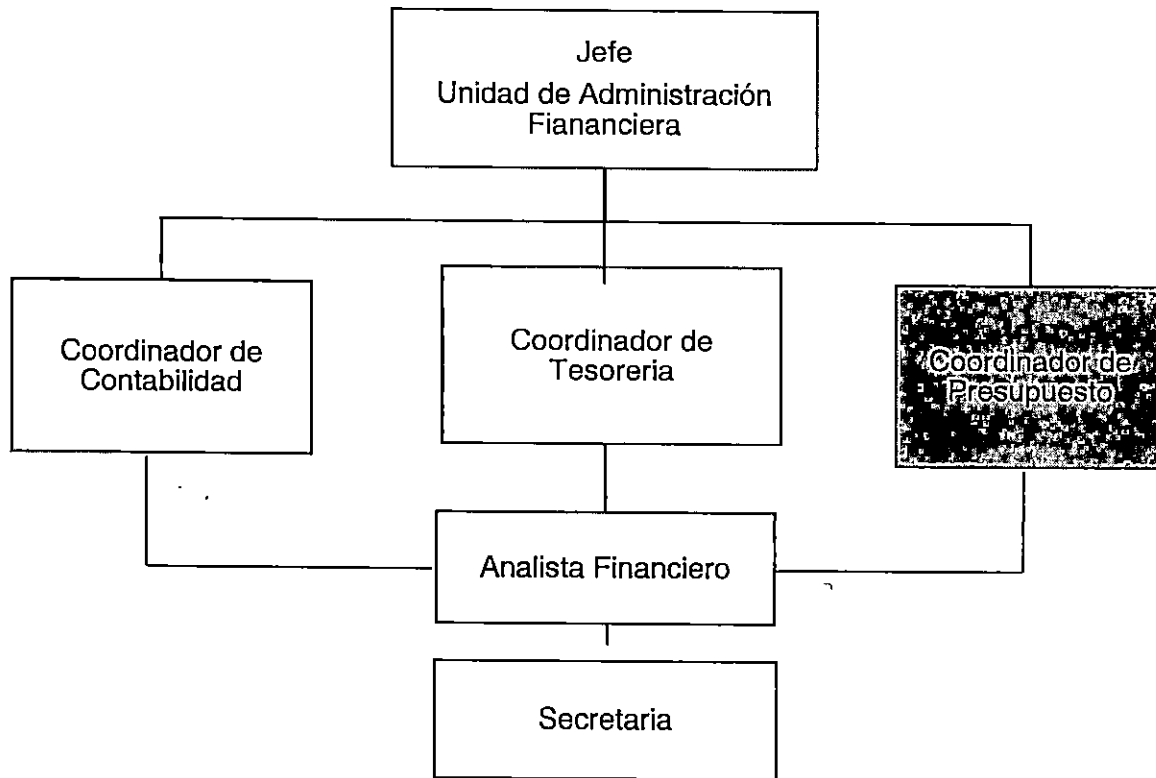 Jefe
Unidad de Administración
Fiananciera
Coordinador de
Contabilidad
Coordinador de
Tesoreria
Coordinador de
Presupuesto
Analista Financiero
Secretaria